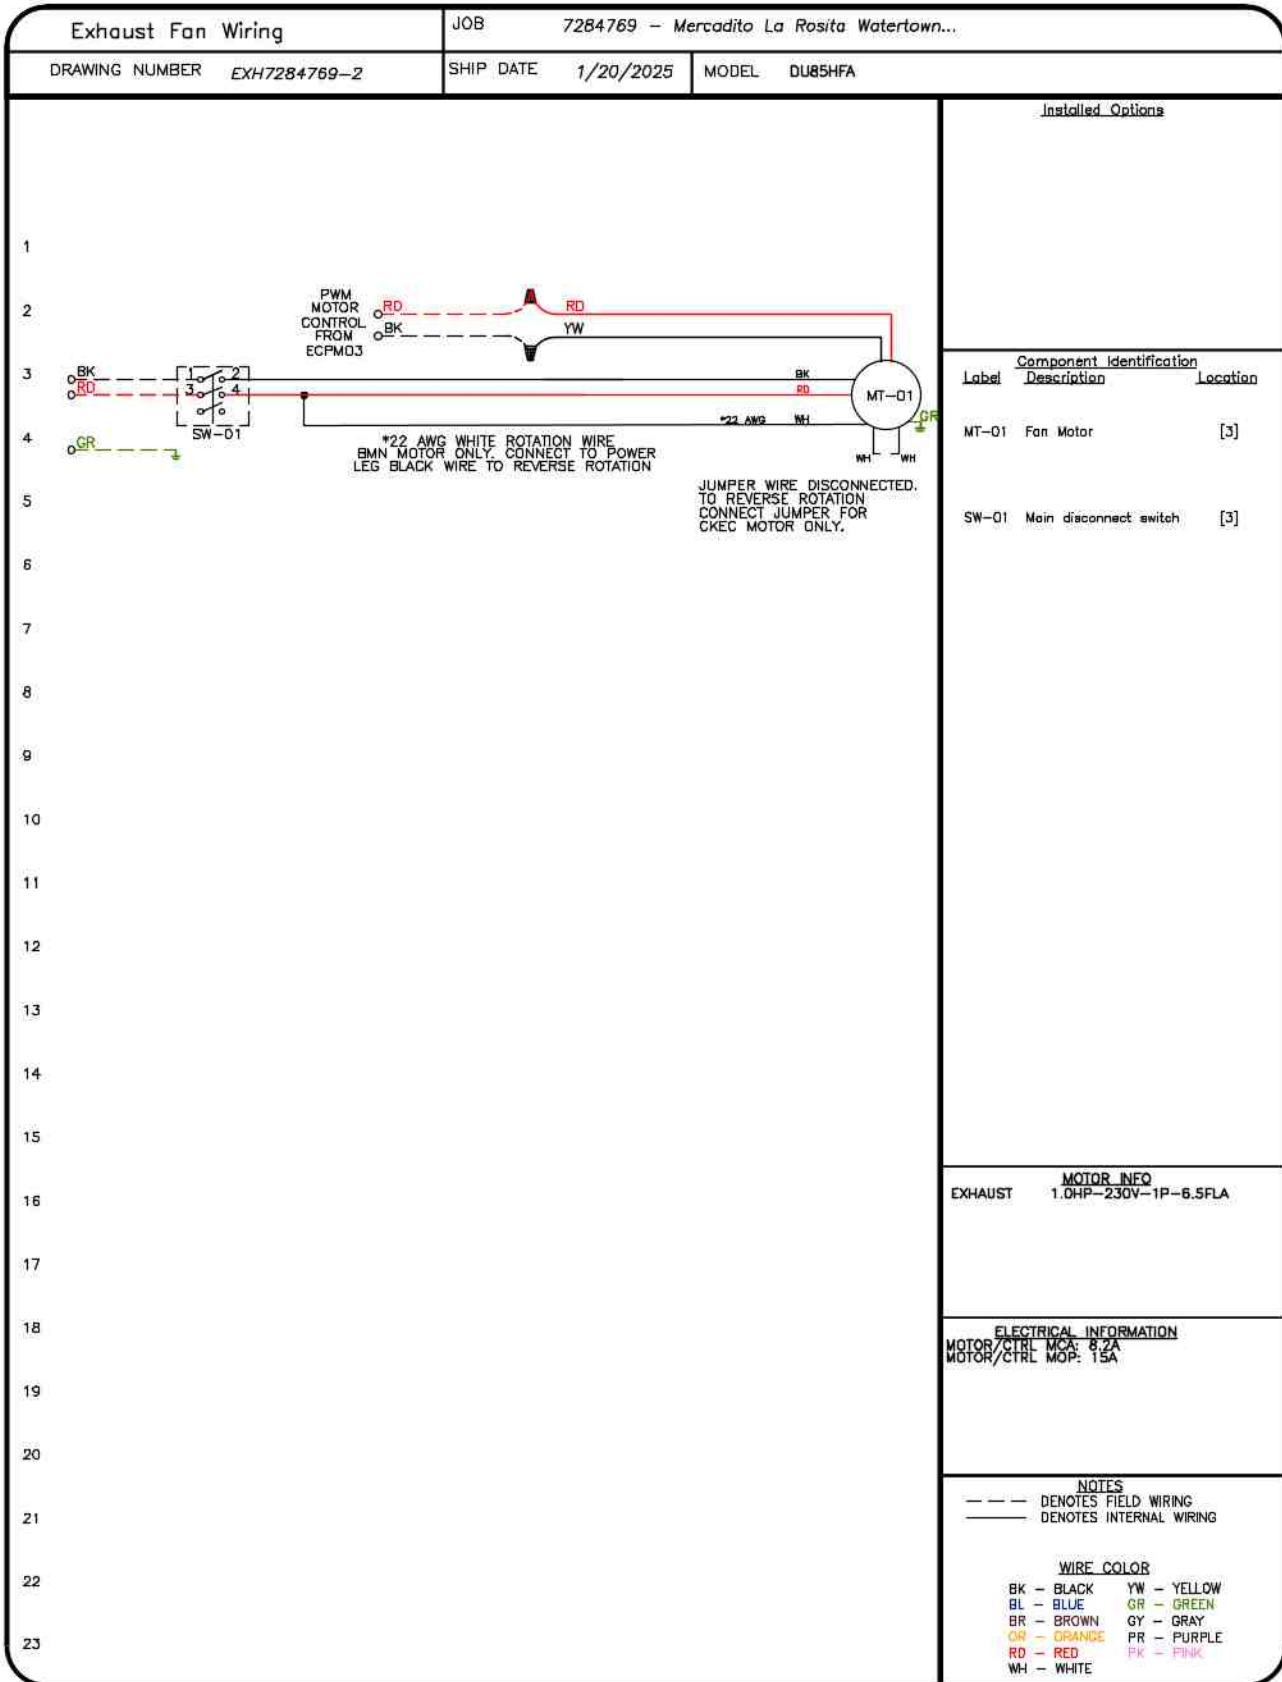 Exhaust Fan Wiring
JOB 7284769 – Mercadito La Rosita Watertown...
DRAWING NUMBER EXH7284769–2
SHIP DATE 1/20/2025
MODEL DU85HFA
Installed Options
1
2
3
4
5
6
7
8
9
10
11
12
13
14
15
16
17
18
19
20
21
22
23
PWM
MOTOR
CONTROL
FROM
ECPM03
RD
BK
RD
YW
BK
RD
1 2
3 4
SW–01
GR
BK
RD
*22 AWG WH
MT–01
GR
WH WH
*22 AWG WHITE ROTATION WIRE
BMN MOTOR ONLY. CONNECT TO POWER
LEG BLACK WIRE TO REVERSE ROTATION
JUMPER WIRE DISCONNECTED.
TO REVERSE ROTATION
CONNECT JUMPER FOR
CKEC MOTOR ONLY.
Component Identification
Label Description Location
MT–01 Fan Motor [3]
SW–01 Main disconnect switch [3]
MOTOR INFO
EXHAUST 1.0HP–230V–1P–6.5FLA
ELECTRICAL INFORMATION
MOTOR/CTRL MCA: 8.2A
MOTOR/CTRL MOP: 15A
NOTES
DENOTES FIELD WIRING
DENOTES INTERNAL WIRING
WIRE COLOR
BK – BLACK YW – YELLOW
BL – BLUE GR – GREEN
BR – BROWN GY – GRAY
OR – ORANGE PR – PURPLE
RD – RED PK – PINK
WH – WHITE